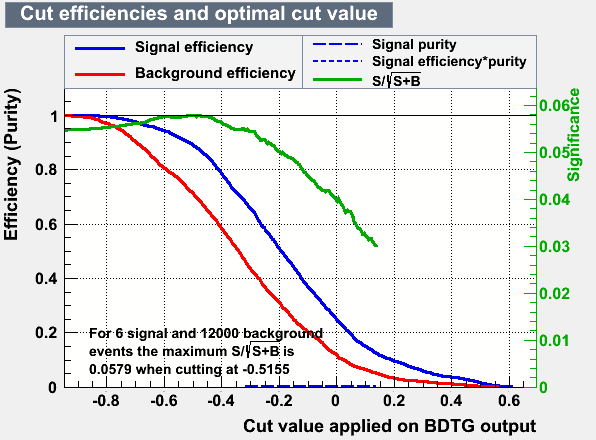 Cut efficiencies and optimal cut value
Signal efficiency
Background efficiency
Signal purity
Signal efficiency*purity
S/√S+B
Efficiency (Purity)
1
0.8
0.6
0.4
0.2
0
0.06
0.05
0.04
0.03
0.02
0.01
0
Significance
For 6 signal and 12000 background
events the maximum S/√S+B is
0.0579 when cutting at -0.5155
-0.8 -0.6 -0.4 -0.2 0 0.2 0.4 0.6
Cut value applied on BDTG output